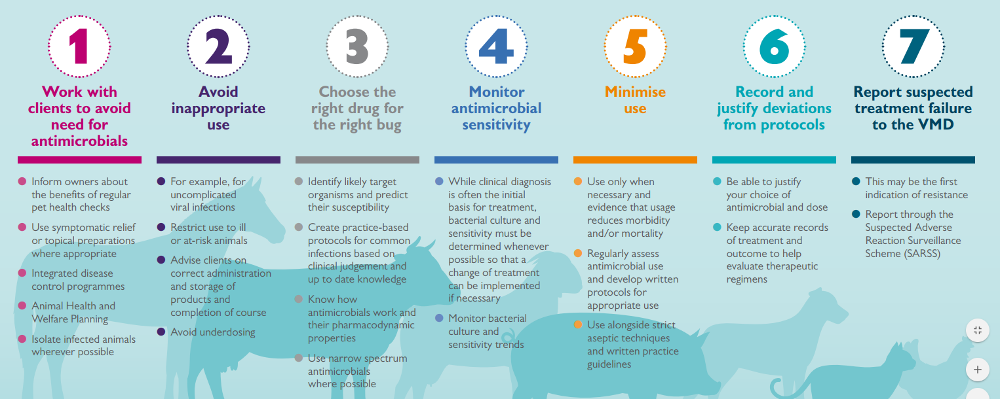 1
Work with
clients to avoid
need for
antimicrobials
Inform owners about
the benefits of regular
pet health checks
Use symptomatic relief
or topical preparations
where appropriate
Integrated disease
control programmes
Animal Health and
Welfare Planning
Isolate infected animals
wherever possible
2
Avoid
inappropriate
use
For example, for
uncomplicated
viral infections
Restrict use to ill
or at-risk animals
Advise clients on
correct administration
and storage of
products and
completion of course
Avoid underdosing
3
Choose the
right drug for
the right bug
Identify likely target
organisms and predict
their susceptibility
Create practice-based
protocols for common
infections based on
clinical judgement and
up to date knowledge
Know how
antimicrobials work and
their pharmacodynamic
properties
Use narrow spectrum
antimicrobials
where possible
4
Monitor
antimicrobial
sensitivity
While clinical diagnosis
is often the initial
basis for treatment,
bacterial culture and
sensitivity must be
determined whenever
possible so that a
change of treatment
can be implemented
if necessary
Monitor bacterial
culture and
sensitivity trends
5
Minimise
use
Use only when
necessary and
evidence that usage
reduces morbidity
and/or mortality
Regularly assess
antimicrobial use
and develop written
protocols for
appropriate use
Use alongside strict
aseptic techniques
and written practice
guidelines
6
Record and
justify deviations
from protocols
Be able to justify
your choice of
antimicrobial and dose
Keep accurate records
of treatment and
outcome to help
evaluate therapeutic
regimens
7
Report suspected
treatment failure
to the VMD
This may be the first
indication of resistance
Report through the
Suspected Adverse
Reaction Surveillance
Scheme (SARSS)